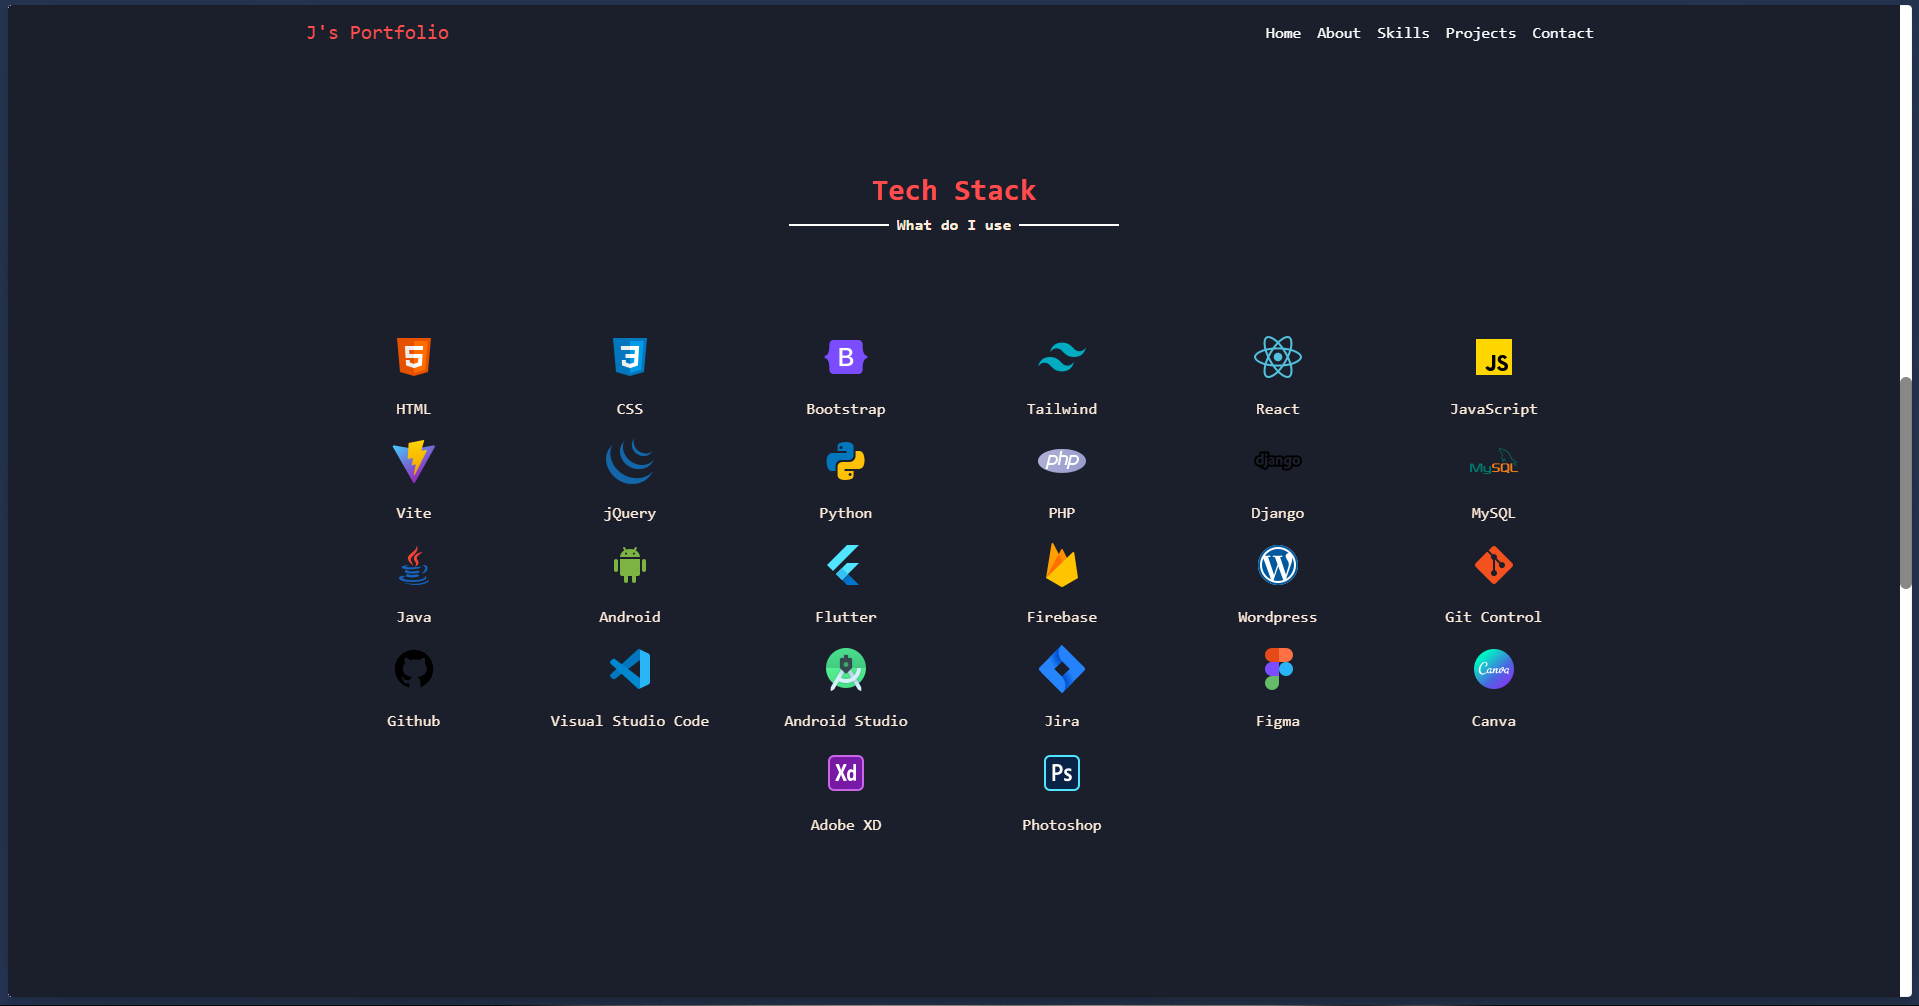 J's Portfolio
Home About Skills Projects Contact
Tech Stack
What do I use
5 3 B JS
HTML CSS Bootstrap Tailwind React JavaScript
php django MySQL
Vite jQuery Python PHP Django MySQL
W
Java Android Flutter Firebase Wordpress Git Control
Canva
Github Visual Studio Code Android Studio Jira Figma Canva
Xd Ps
Adobe XD Photoshop